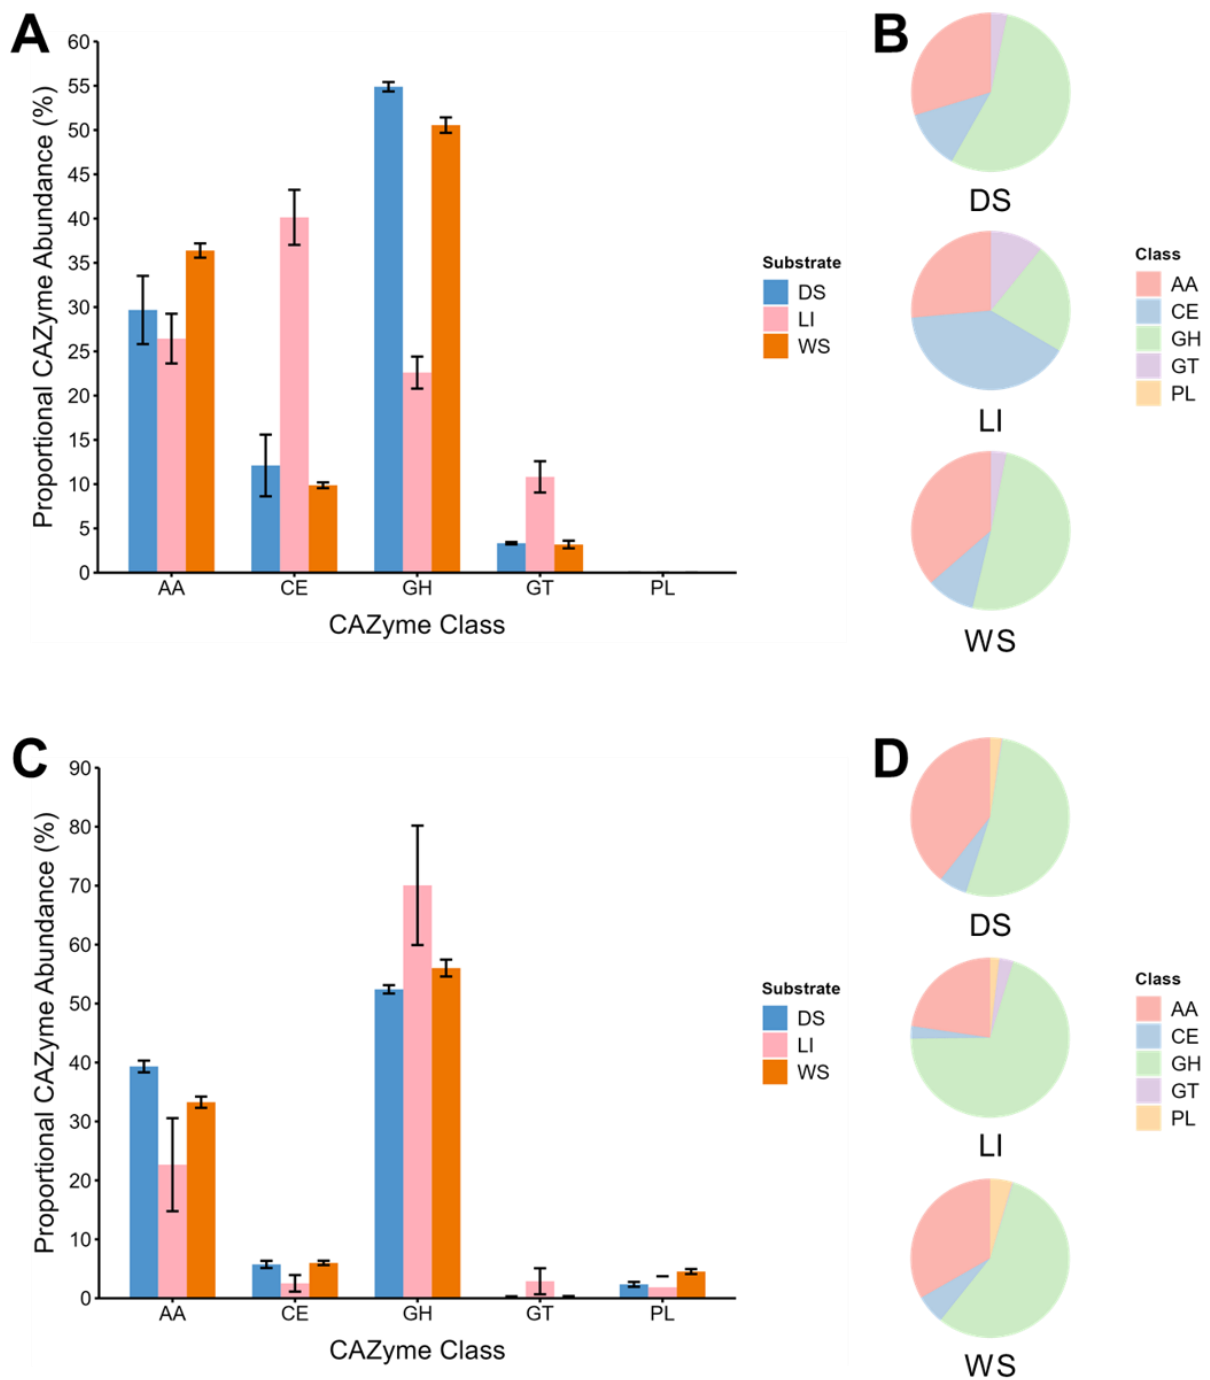 A
Proportional CAZyme Abundance (%)
60
55
50
45
40
35
30
25
20
15
10
5
0
AA CE GH GT PL
CAZyme Class
Substrate
DS
LI
WS
B
DS
LI
WS
Class
AA
CE
GH
GT
PL
C
Proportional CAZyme Abundance (%)
90
80
70
60
50
40
30
20
10
0
AA CE GH GT PL
CAZyme Class
Substrate
DS
LI
WS
D
DS
LI
WS
Class
AA
CE
GH
GT
PL